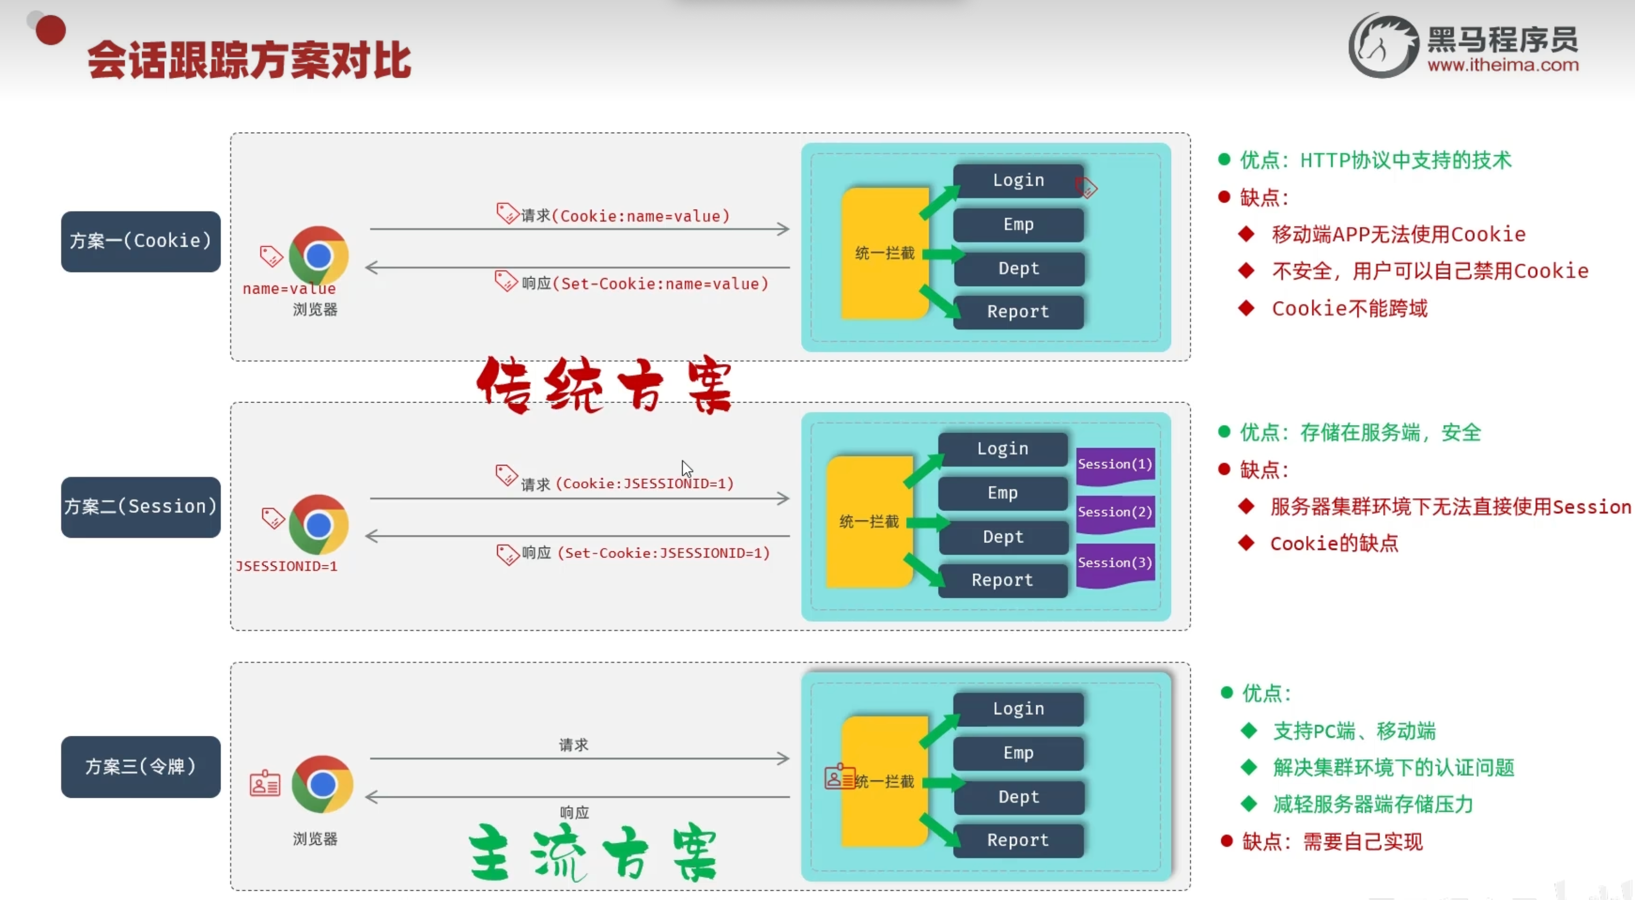 会话跟踪方案对比
黑马程序员
www.itheima.com
方案一(Cookie)
name=value
浏览器
请求(Cookie:name=value)
响应(Set-Cookie:name=value)
统一拦截
Login
Emp
Dept
Report
优点：HTTP协议中支持的技术
缺点：
移动端APP无法使用Cookie
不安全，用户可以自己禁用Cookie
Cookie不能跨域
传统方案
方案二(Session)
JSESSIONID=1
请求 (Cookie:JSESSIONID=1)
响应 (Set-Cookie:JSESSIONID=1)
统一拦截
Login
Emp
Dept
Report
Session(1)
Session(2)
Session(3)
优点：存储在服务端，安全
缺点：
服务器集群环境下无法直接使用Session
Cookie的缺点
方案三(令牌)
浏览器
请求
响应
主流方案
统一拦截
Login
Emp
Dept
Report
优点：
支持PC端、移动端
解决集群环境下的认证问题
减轻服务器端存储压力
缺点：需要自己实现